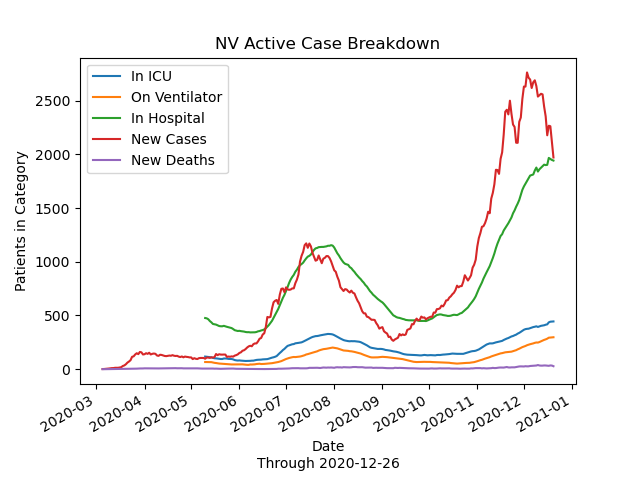 NV Active Case Breakdown
In ICU
On Ventilator
In Hospital
New Cases
New Deaths
Patients in Category
2500
2000
1500
1000
500
0
2020-03
2020-04
2020-05
2020-06
2020-07
2020-08
2020-09
2020-10
2020-11
2020-12
2021-01
Date
Through 2020-12-26